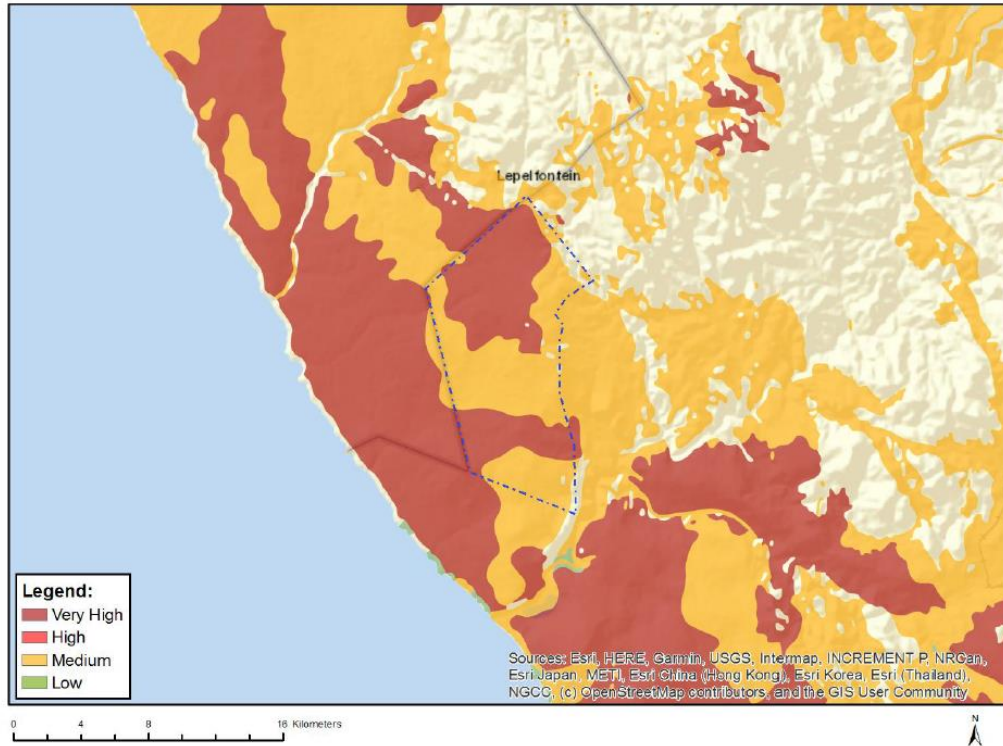 Lepelfontein
Legend:
Very High
High
Medium
Low
Sources: Esri, HERE, Garmin, USGS, Intermap, INCREMENT P, NRCan,
Esri Japan, METI, Esri China (Hong Kong), Esri Korea, Esri (Thailand),
NGCC, (c) OpenStreetMap contributors, and the GIS User Community
0 4 8 16 Kilometers
N